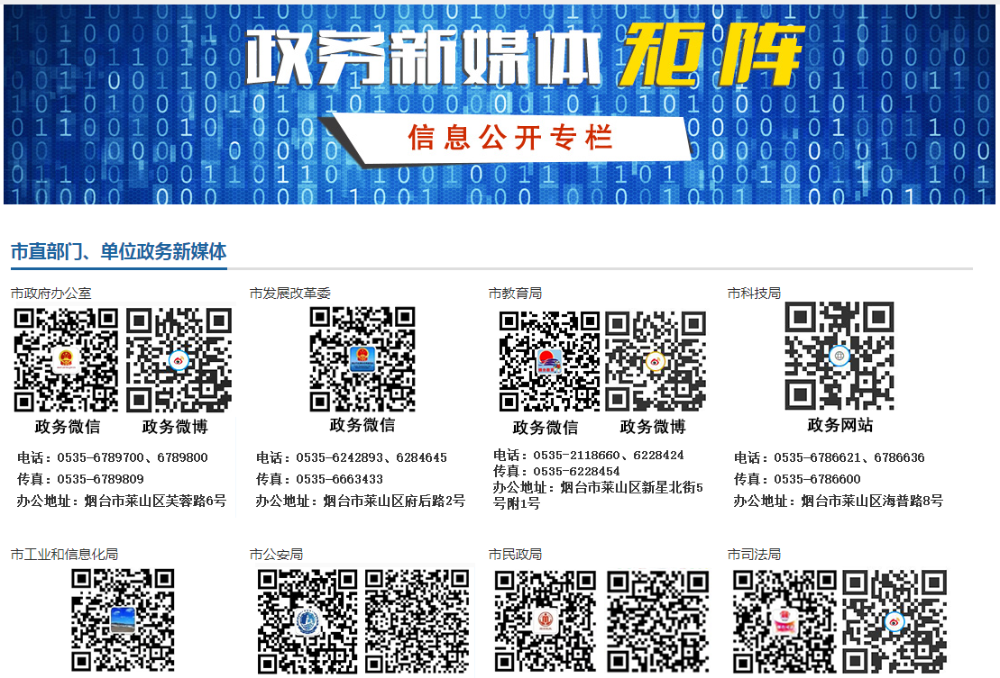 政务新媒体 矩阵
信息公开专栏
市直部门、单位政务新媒体
市政府办公室
政务微信 政务微博
电话：0535-6789700、6789800
传真：0535-6789809
办公地址：烟台市莱山区芙蓉路6号
市发展改革委
政务微信
电话：0535-6242893、6284645
传真：0535-6663433
办公地址：烟台市莱山区府后路2号
市教育局
政务微信 政务微博
电话：0535-2118660、6228424
传真：0535-6228454
办公地址：烟台市莱山区新星北街5
号附1号
市科技局
政务网站
电话：0535-6786621、6786636
传真：0535-6786600
办公地址：烟台市莱山区海普路8号
市工业和信息化局
市公安局
市民政局
市司法局